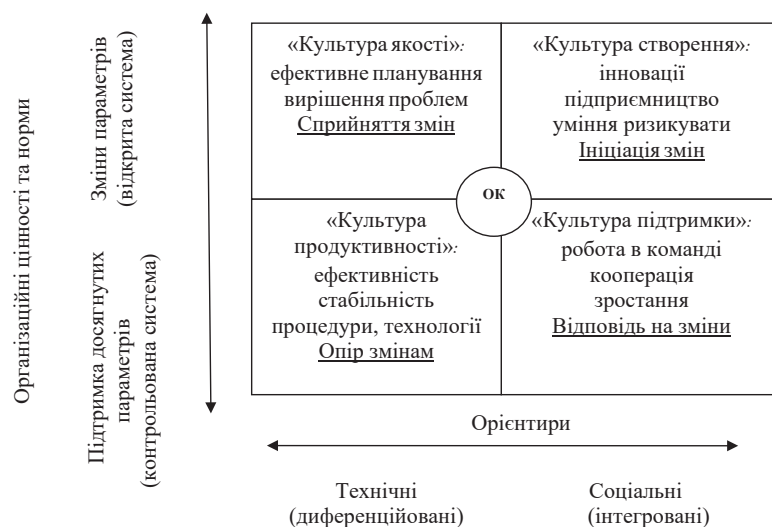 Організаційні цінності та норми
Зміни параметрів
(відкрита система)
Підтримка досягнутих
параметрів
(контрольована система)
«Культура якості»:
ефективне планування
вирішення проблем
Сприйняття змін
«Культура створення»:
інновації
підприємництво
уміння ризикувати
Ініціація змін
ОК
«Культура
продуктивності»:
ефективність
стабільність
процедури, технології
Опір змінам
«Культура підтримки»:
робота в команді
кооперація
зростання
Відповідь на зміни
Орієнтири
Технічні
(диференційовані)
Соціальні
(інтегровані)